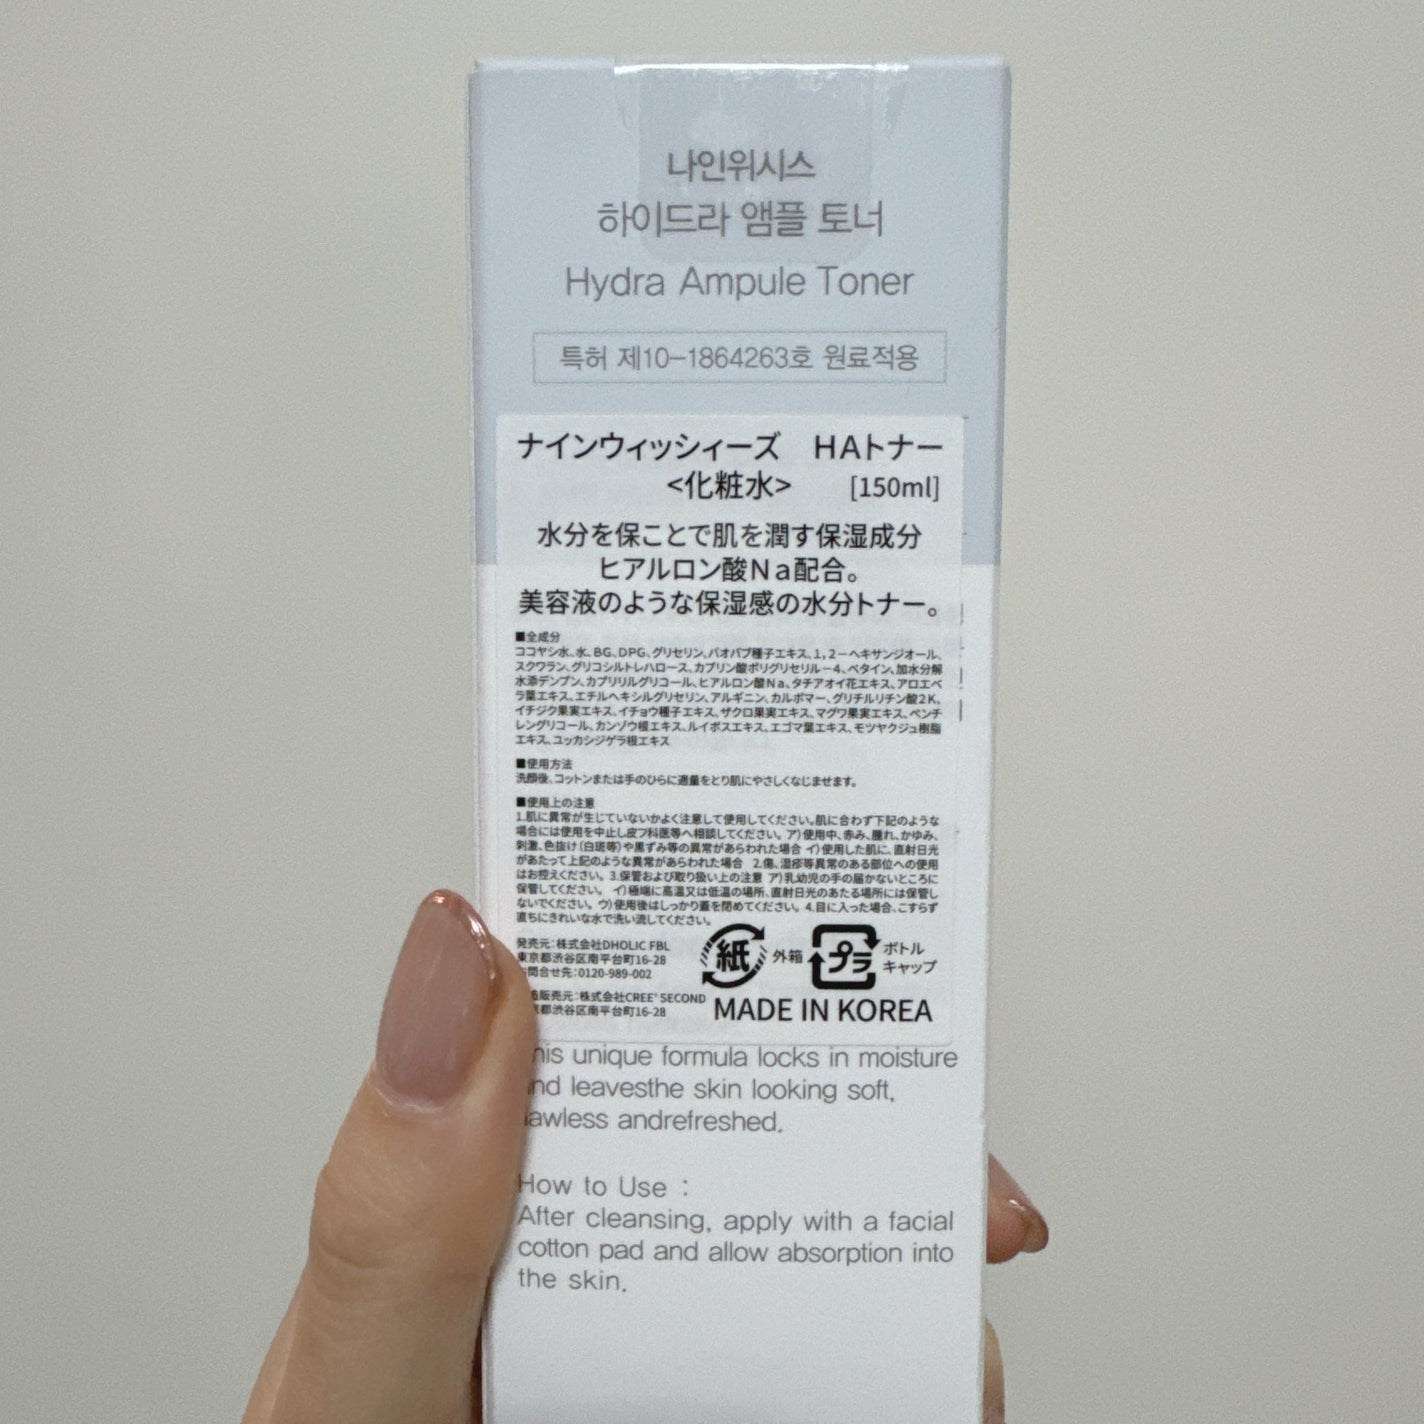 나인위시스
하이드라 앰플 토너
Hydra Ampule Toner
특허 제10-1864263호 원료적용
ナインウィッシィーズ　HAトナー
<化粧水>　[150ml]
水分を保ことで肌を潤す保湿成分
ヒアルロン酸Na配合。
美容液のような保湿感の水分トナー。
■全成分
ココヤシ水、水、BG、DPG、グリセリン、バオバブ種子エキス、1,2-ヘキサンジオール、
スクワラン、グリコシルトレハロース、カプリン酸ポリグリセリル-4、ベタイン、加水分解
水添デンプン、カプリリルグリコール、ヒアルロン酸Na、タチアオイ花エキス、アロエベ
ラ葉エキス、エチルヘキシルグリセリン、アルギニン、カルボマー、グリチルリチン酸2K、
イチジク果実エキス、イチョウ種子エキス、ザクロ果実エキス、マグワ果実エキス、ペンチ
レングリコール、カンゾウ根エキス、ルイボスエキス、エゴマ葉エキス、モツヤクジュ樹脂
エキス、ユッカシジゲラ根エキス
■使用方法
洗顔後、コットンまたは手のひらに適量をとり肌にやさしくなじませます。
■使用上の注意
1.肌に異常が生じていないかよく注意して使用してください。肌に合わず下記のような
場合には使用を中止し皮フ科医等へ相談してください。ア)使用中、赤み、腫れ、かゆみ、
刺激、色抜け(白斑等)や黒ずみ等の異常があらわれた場合 イ)使用した肌に、直射日光
があたって上記のような異常があらわれた場合 2.傷、湿疹等異常のある部位への使用
はお控えください。3.保管および取り扱い上の注意 ア)乳幼児の手の届かないところに
保管してください。 イ)極端に高温又は低温の場所、直射日光のあたる場所には保管し
ないでください。ウ)使用後はしっかり蓋を閉めてください。4.目に入った場合、こすらず
直ちにきれいな水で洗い流してください。
発売元:株式会社DHOLIC FBL
東京都渋谷区南平台町16-28
問合せ先:0120-989-002
販売元:株式会社CREE' SECOND
都渋谷区南平台町16-28
紙 外箱 プラ ボトル
キャップ
MADE IN KOREA
his unique formula locks in moisture
nd leavesthe skin looking soft,
awless andrefreshed.
How to Use :
After cleansing, apply with a facial
cotton pad and allow absorption into
the skin.